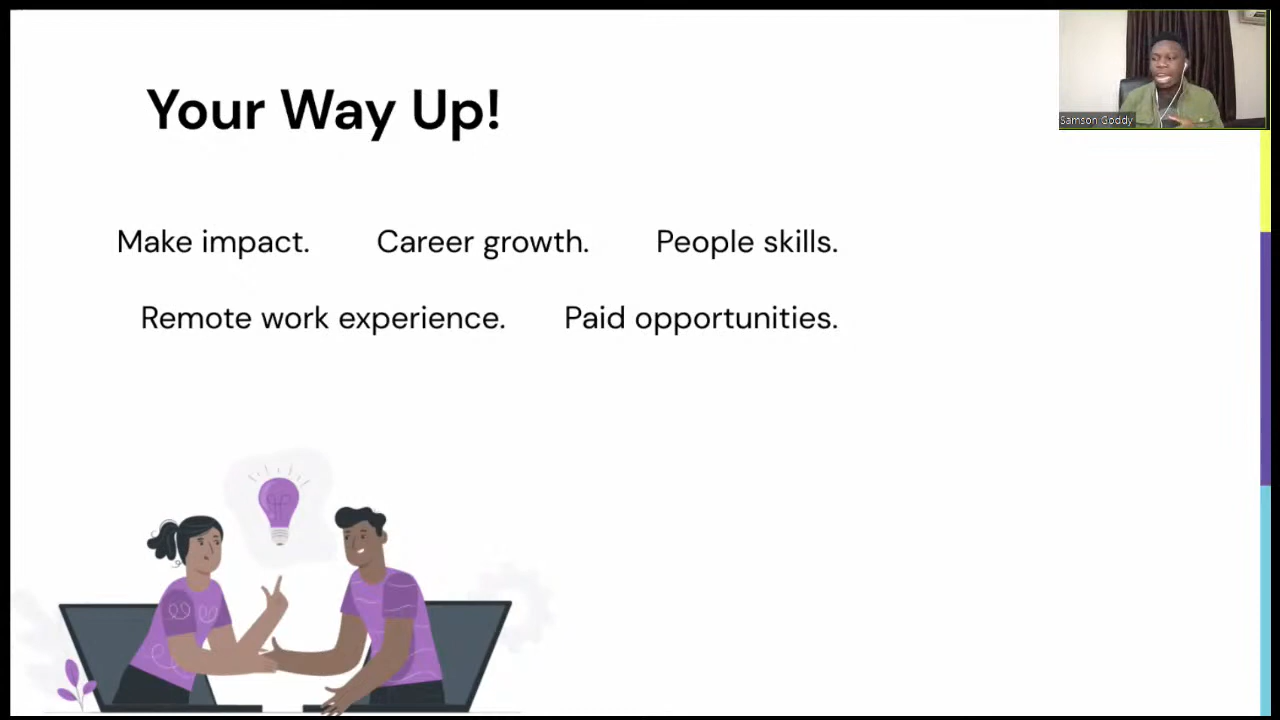 Your Way Up!
Samson Goddy
Make impact. Career growth. People skills.
Remote work experience. Paid opportunities.